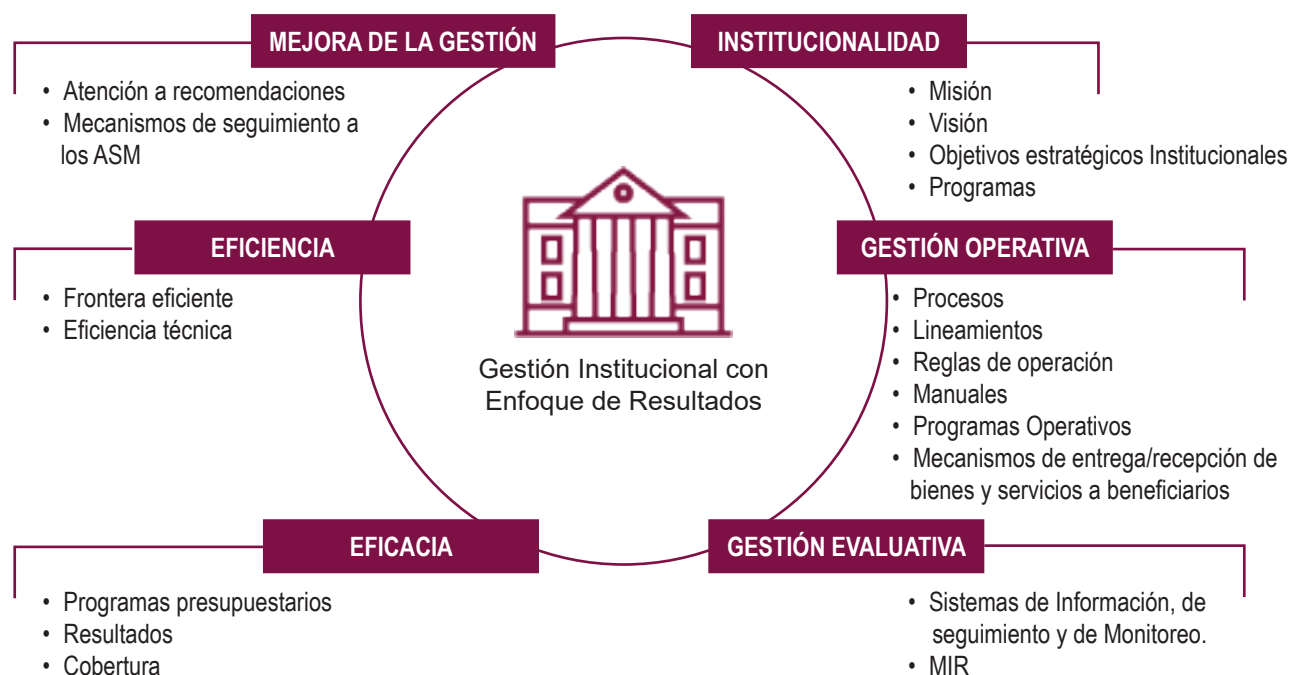 MEJORA DE LA GESTIÓN
• Atención a recomendaciones
• Mecanismos de seguimiento a
los ASM
INSTITUCIONALIDAD
• Misión
• Visión
• Objetivos estratégicos Institucionales
• Programas
EFICIENCIA
• Frontera eficiente
• Eficiencia técnica
Gestión Institucional con
Enfoque de Resultados
GESTIÓN OPERATIVA
• Procesos
• Lineamientos
• Reglas de operación
• Manuales
• Programas Operativos
• Mecanismos de entrega/recepción de
bienes y servicios a beneficiarios
EFICACIA
• Programas presupuestarios
• Resultados
• Cobertura
GESTIÓN EVALUATIVA
• Sistemas de Información, de
seguimiento y de Monitoreo.
• MIR